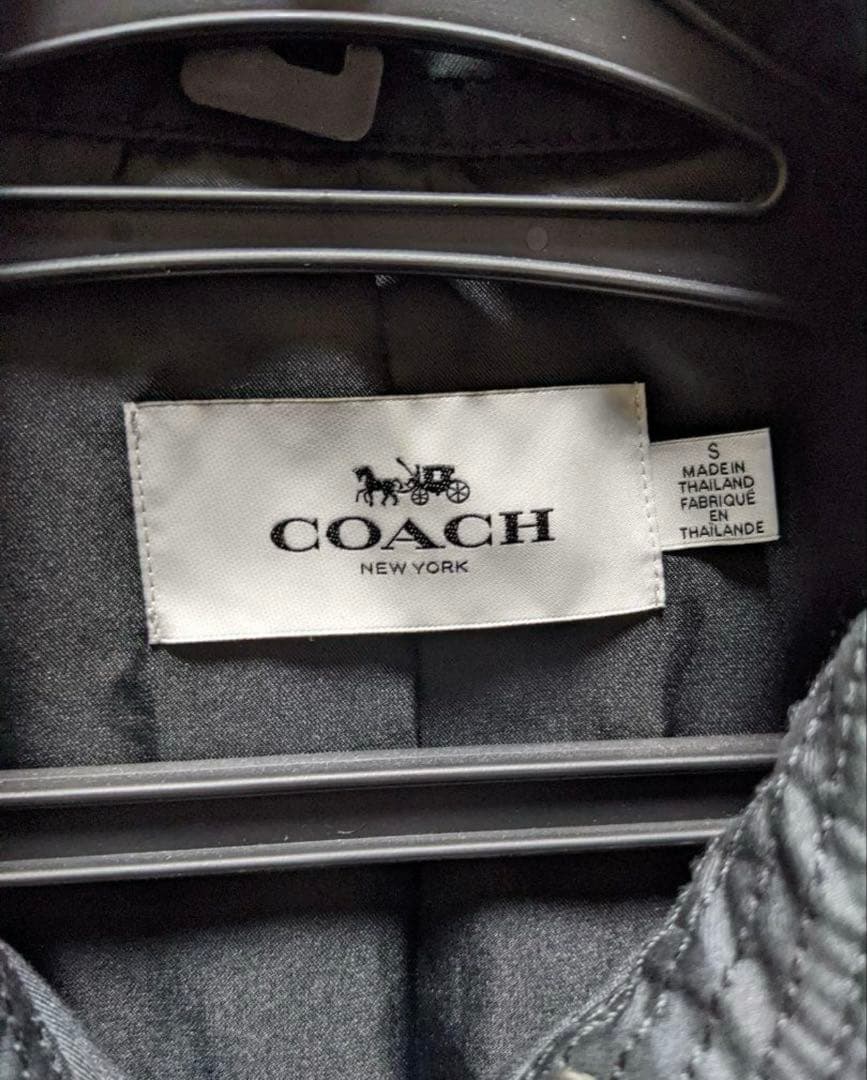 COACH
NEW YORK
S
MADE IN
THAILAND
FABRIQUÉ
EN
THAÏLANDE